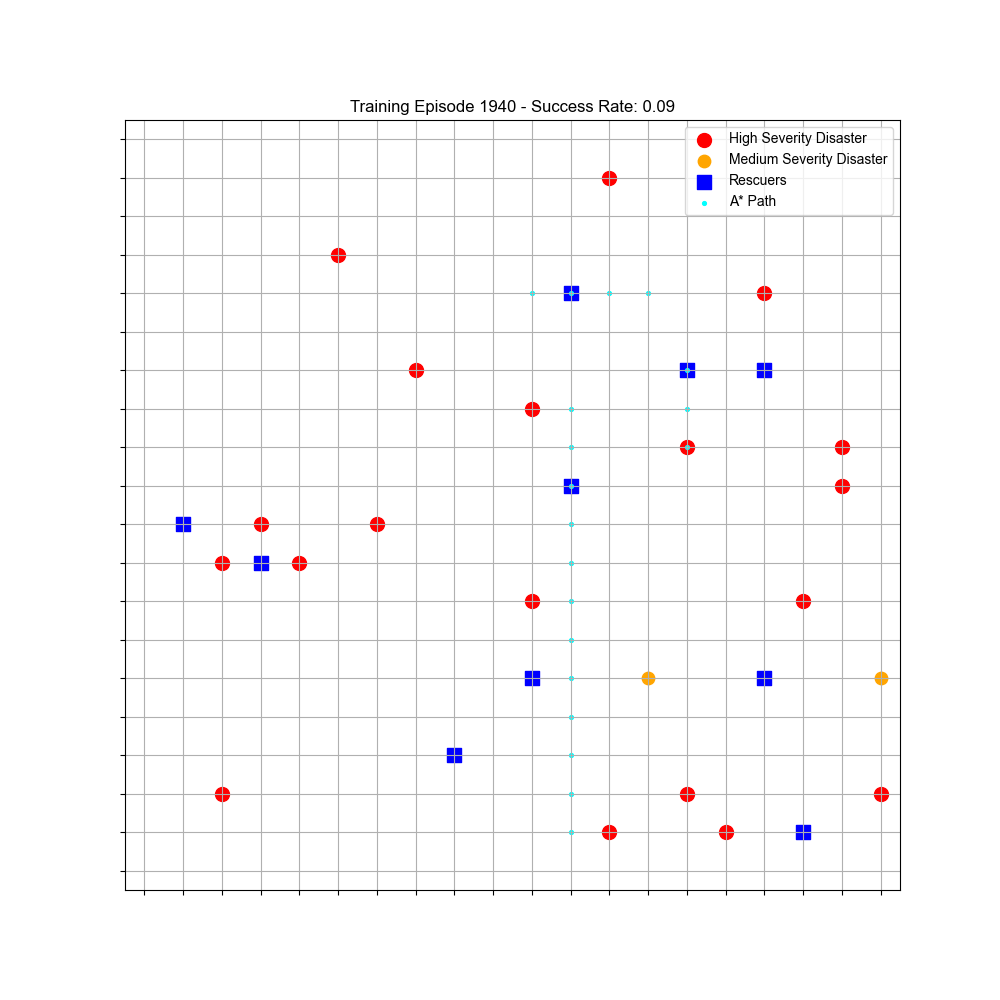 Training Episode 1940 - Success Rate: 0.09
High Severity Disaster
Medium Severity Disaster
Rescuers
A* Path